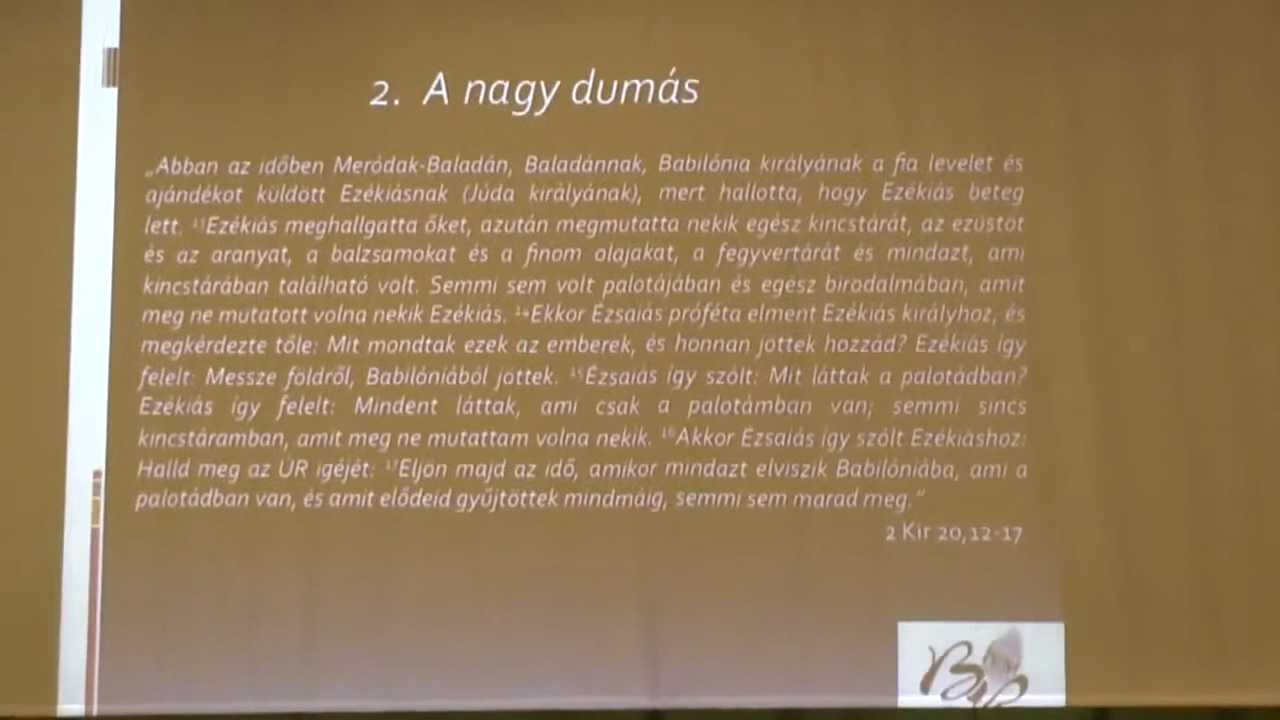 2. A nagy dumás
„Abban az időben Meródak-Baladán, Baladánnak, Babilónia királyának a fia levelet és
ajándékot küldött Ezékiásnak (Júda királyának), mert hallotta, hogy Ezékiás beteg
lett. ¹³Ezékiás meghallgatta őket, azután megmutatta nekik egész kincstárát, az ezüstöt
és az aranyat, a balzsamokat és a finom olajakat, a fegyvertárát és mindazt, ami
kincstárában található volt. Semmi sem volt palotájában és egész birodalmában, amit
meg ne mutatott volna nekik Ezékiás. ¹⁴Ekkor Ézsaiás próféta elment Ezékiás királyhoz, és
megkérdezte tőle: Mit mondtak ezek az emberek, és honnan jöttek hozzád? Ezékiás így
felelt: Messze földről, Babilóniából jöttek. ¹⁵Ézsaiás így szólt: Mit láttak a palotádban?
Ezékiás így felelt: Mindent láttak, ami csak a palotámban van; semmi sincs
kincstáramban, amit meg ne mutattam volna nekik. ¹⁶Akkor Ézsaiás így szólt Ezékiáshoz:
Halld meg az ÚR igéjét: ¹⁷Eljön majd az idő, amikor mindazt elviszik Babilóniába, ami a
palotádban van, és amit elődeid gyűjtöttek mindmáig, semmi sem marad meg.”
2 Kir 20,12-17